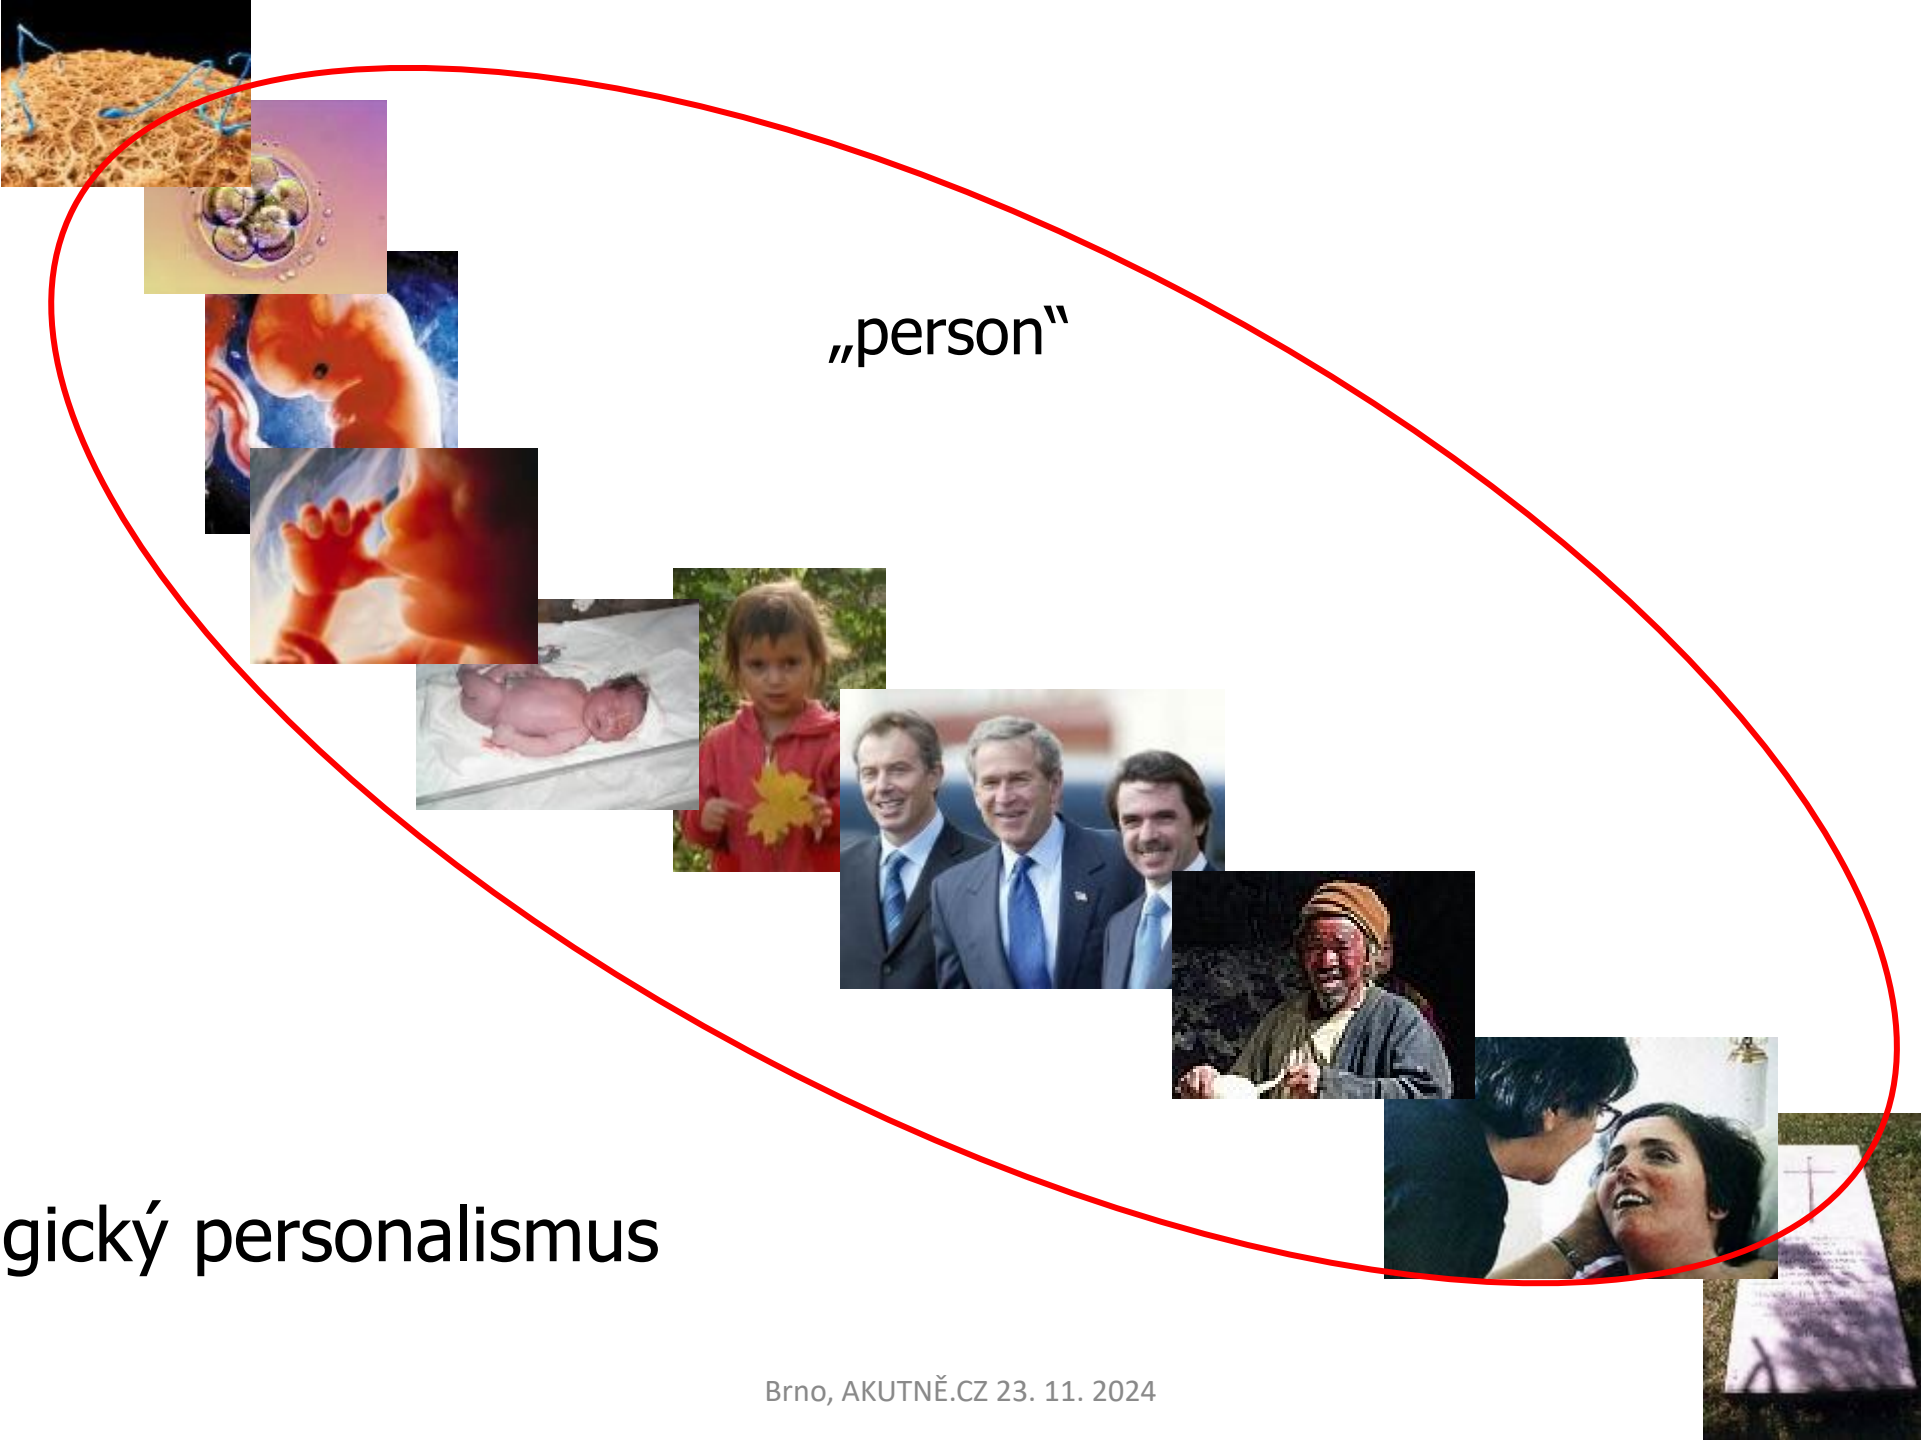 „person“
gický personalismus
Brno, AKUTNĚ.CZ 23. 11. 2024